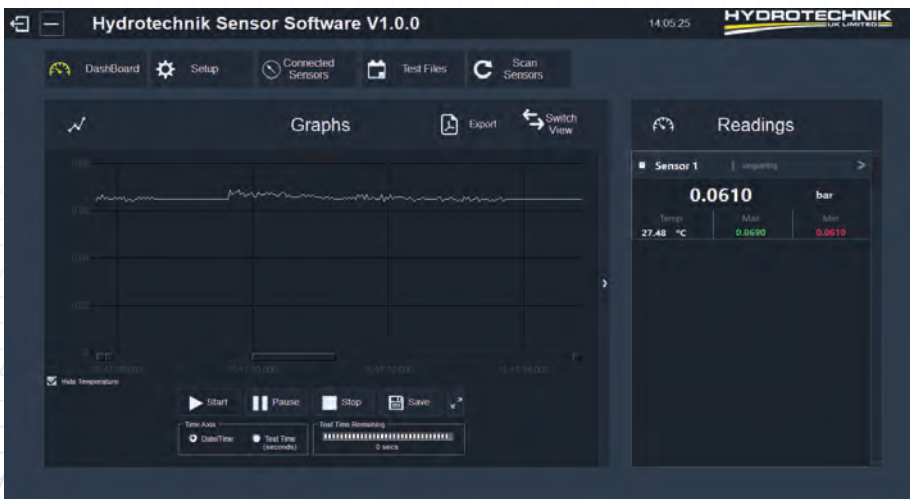 Hydrotechnik Sensor Software V1.0.0
14:05:25
HYDROTECHNIK
UK LIMITED
DashBoard
Setup
Connected
Sensors
Test Files
Scan
Sensors
Graphs
Export
Switch
View
Readings
Sensor 1
0.0610 bar
Temp Max Min
27.48 °C 0.0690 0.0610
Hide Temperature
Start
Pause
Stop
Save
Time Axis
Date/Time
Test Time
(seconds)
Test Time Remaining
0 secs